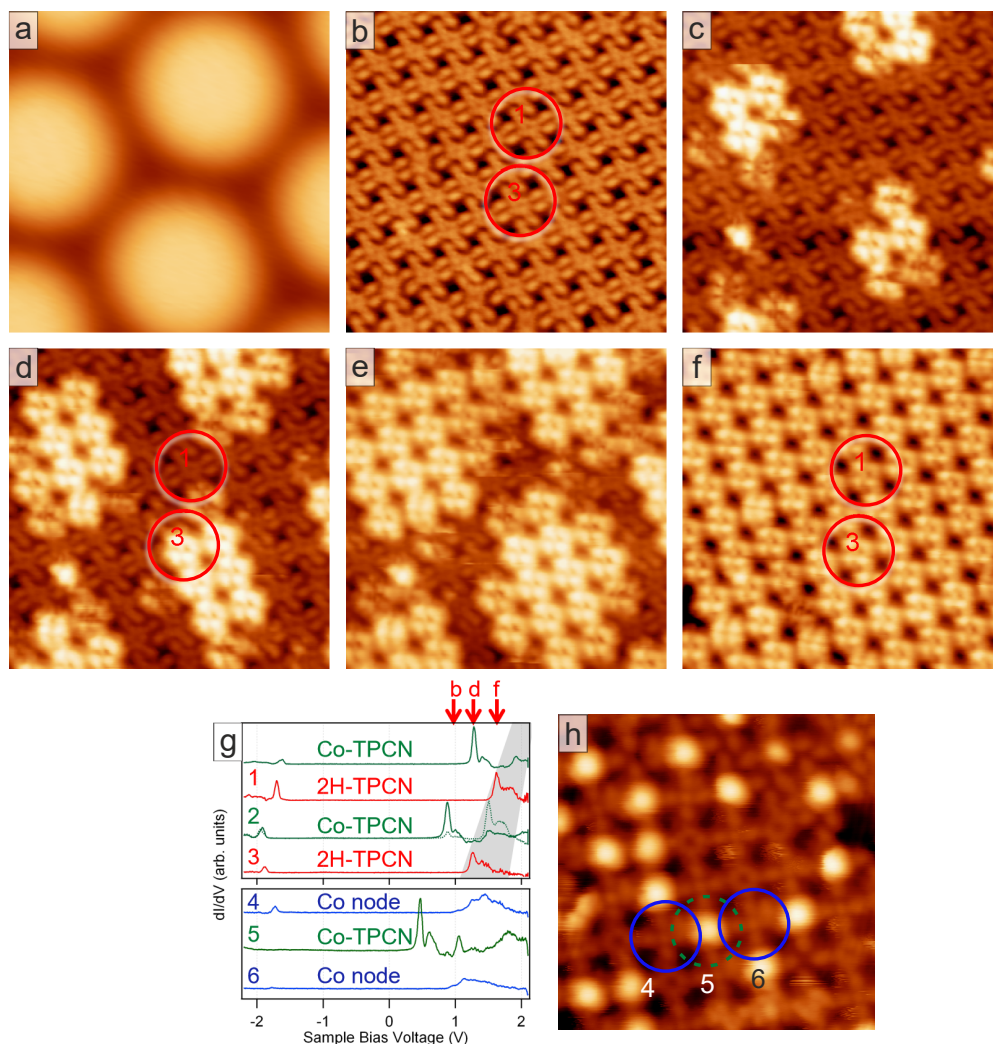 a
b
c
1
3
d
e
f
1
3
1
3
b d f
g
h
Co-TPCN
1 2H-TPCN
2 Co-TPCN
3 2H-TPCN
4 Co node
5 Co-TPCN
6 Co node
dI/dV (arb. units)
-2 -1 0 1 2
Sample Bias Voltage (V)
4 5 6